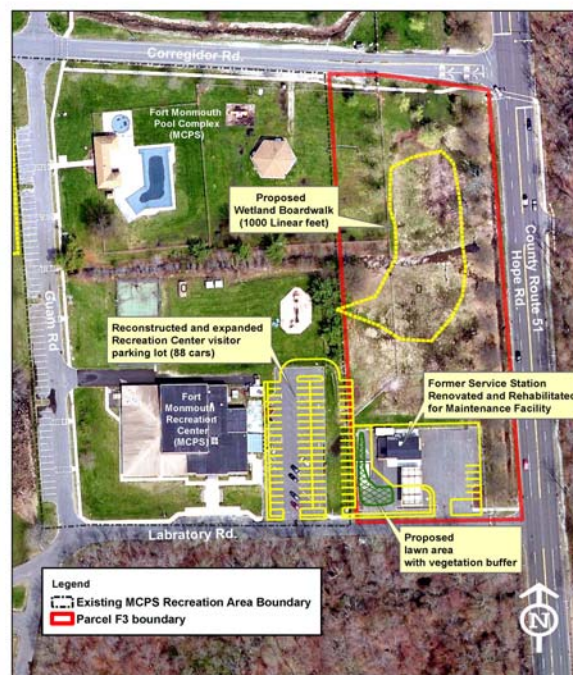 Corregidor Rd.
Fort Monmouth
Pool Complex
(MCPS)
Proposed
Wetland Boardwalk
(1000 Linear feet)
County Route 51
Hope Rd.
Guam Rd
Reconstructed and expanded
Recreation Center visitor
parking lot (88 cars)
Former Service Station
Renovated and Rehabilitated
for Maintenance Facility
Fort
Monmouth
Recreation
Center
(MCPS)
Labratory Rd.
Proposed
lawn area
with vegetation buffer
Legend
Existing MCPS Recreation Area Boundary
Parcel F3 boundary
N